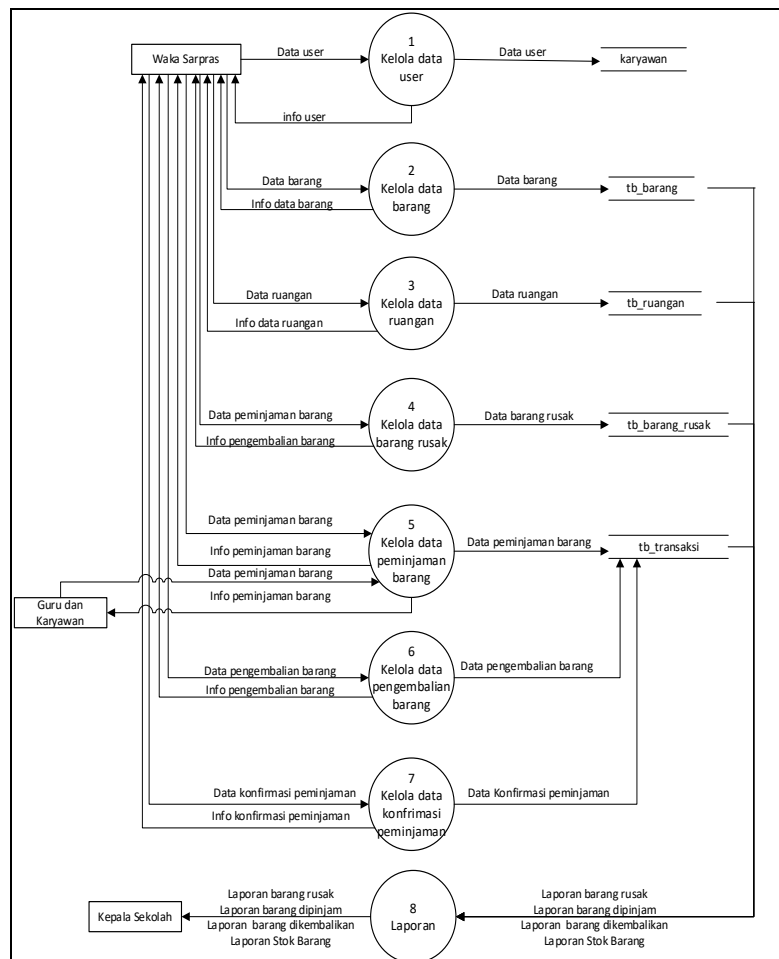 Waka Sarpras
Data user
1
Kelola data
user
Data user
karyawan
info user
Data barang
Info data barang
2
Kelola data
barang
Data barang
tb_barang
Data ruangan
Info data ruangan
3
Kelola data
ruangan
Data ruangan
tb_ruangan
Data peminjaman barang
Info pengembalian barang
4
Kelola data
barang rusak
Data barang rusak
tb_barang_rusak
Data peminjaman barang
Info peminjaman barang
Data peminjaman barang
Info peminjaman barang
5
Kelola data
peminjaman
barang
Data peminjaman barang
tb_transaksi
Guru dan
Karyawan
Data pengembalian barang
Info pengembalian barang
6
Kelola data
pengembalian
barang
Data pengembalian barang
Data konfirmasi peminjaman
Info konfirmasi peminjaman
7
Kelola data
konfrimasi
peminjaman
Data Konfirmasi peminjaman
Kepala Sekolah
Laporan barang rusak
Laporan barang dipinjam
Laporan barang dikembalikan
Laporan Stok Barang
8
Laporan
Laporan barang rusak
Laporan barang dipinjam
Laporan barang dikembalikan
Laporan Stok Barang